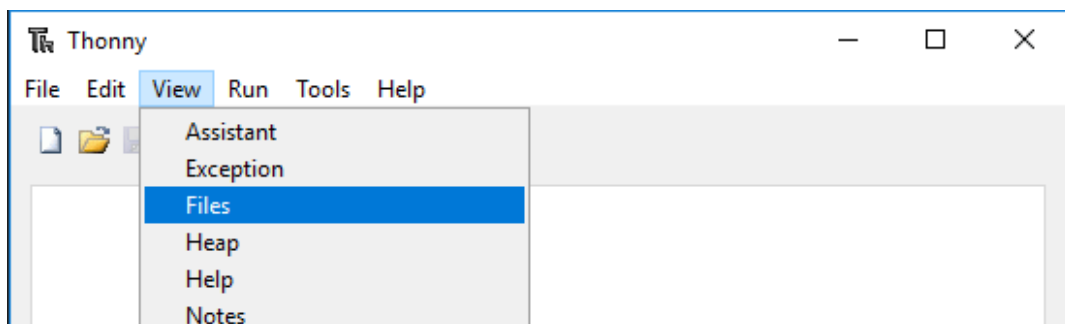 Thonny
File Edit View Run Tools Help
Assistant
Exception
Files
Heap
Help
Notes